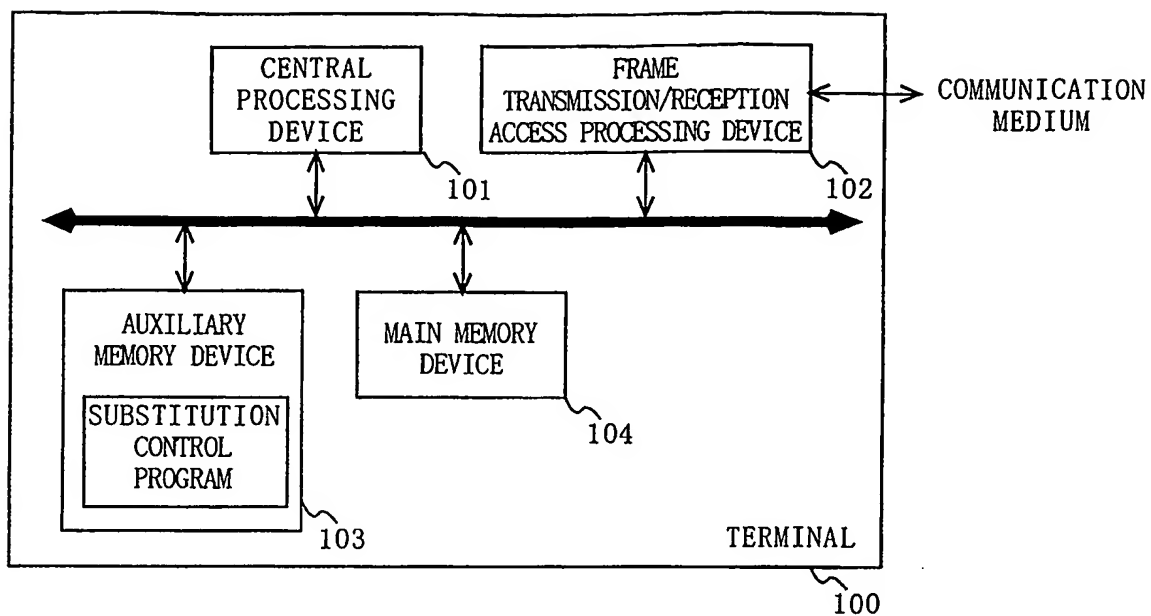 CENTRAL
PROCESSING
DEVICE
101
FRAME
TRANSMISSION/RECEPTION
ACCESS PROCESSING DEVICE
102
COMMUNICATION
MEDIUM
AUXILIARY
MEMORY DEVICE
SUBSTITUTION
CONTROL
PROGRAM
103
MAIN MEMORY
DEVICE
104
TERMINAL
100